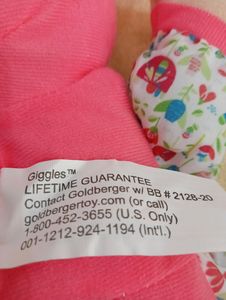 Giggles™
LIFETIME GUARANTEE
Contact Goldberger w/ BB # 2128-20
goldbergertoy.com (or call)
1-800-452-3655 (U.S. Only)
001-1212-924-1194 (Int'l.)